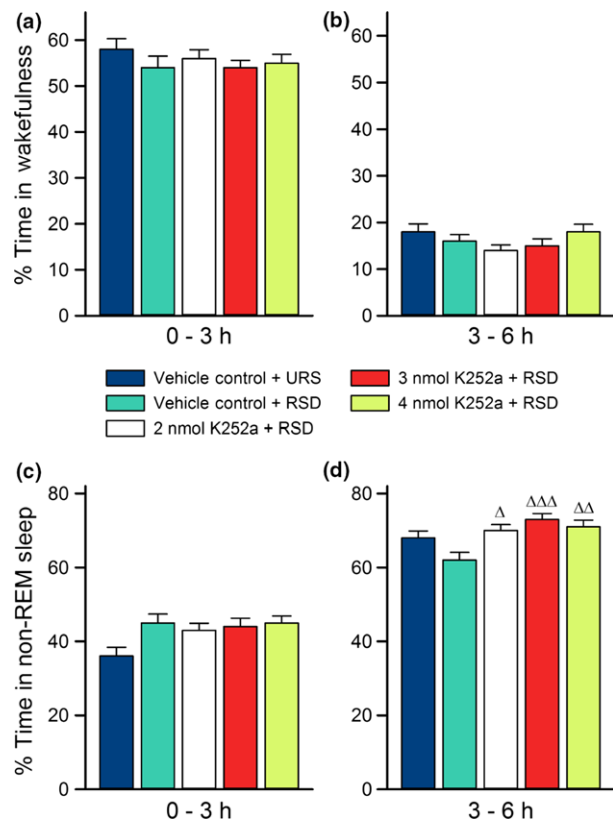 (a)
(b)
% Time in wakefulness
60
50
40
30
20
10
0
0 - 3 h
60
50
40
30
20
10
0
3 - 6 h
Vehicle control + URS
Vehicle control + RSD
2 nmol K252a + RSD
3 nmol K252a + RSD
4 nmol K252a + RSD
(c)
(d)
% Time in non-REM sleep
80
60
40
20
0
0 - 3 h
80
60
40
20
0
Δ
ΔΔΔ
ΔΔ
3 - 6 h